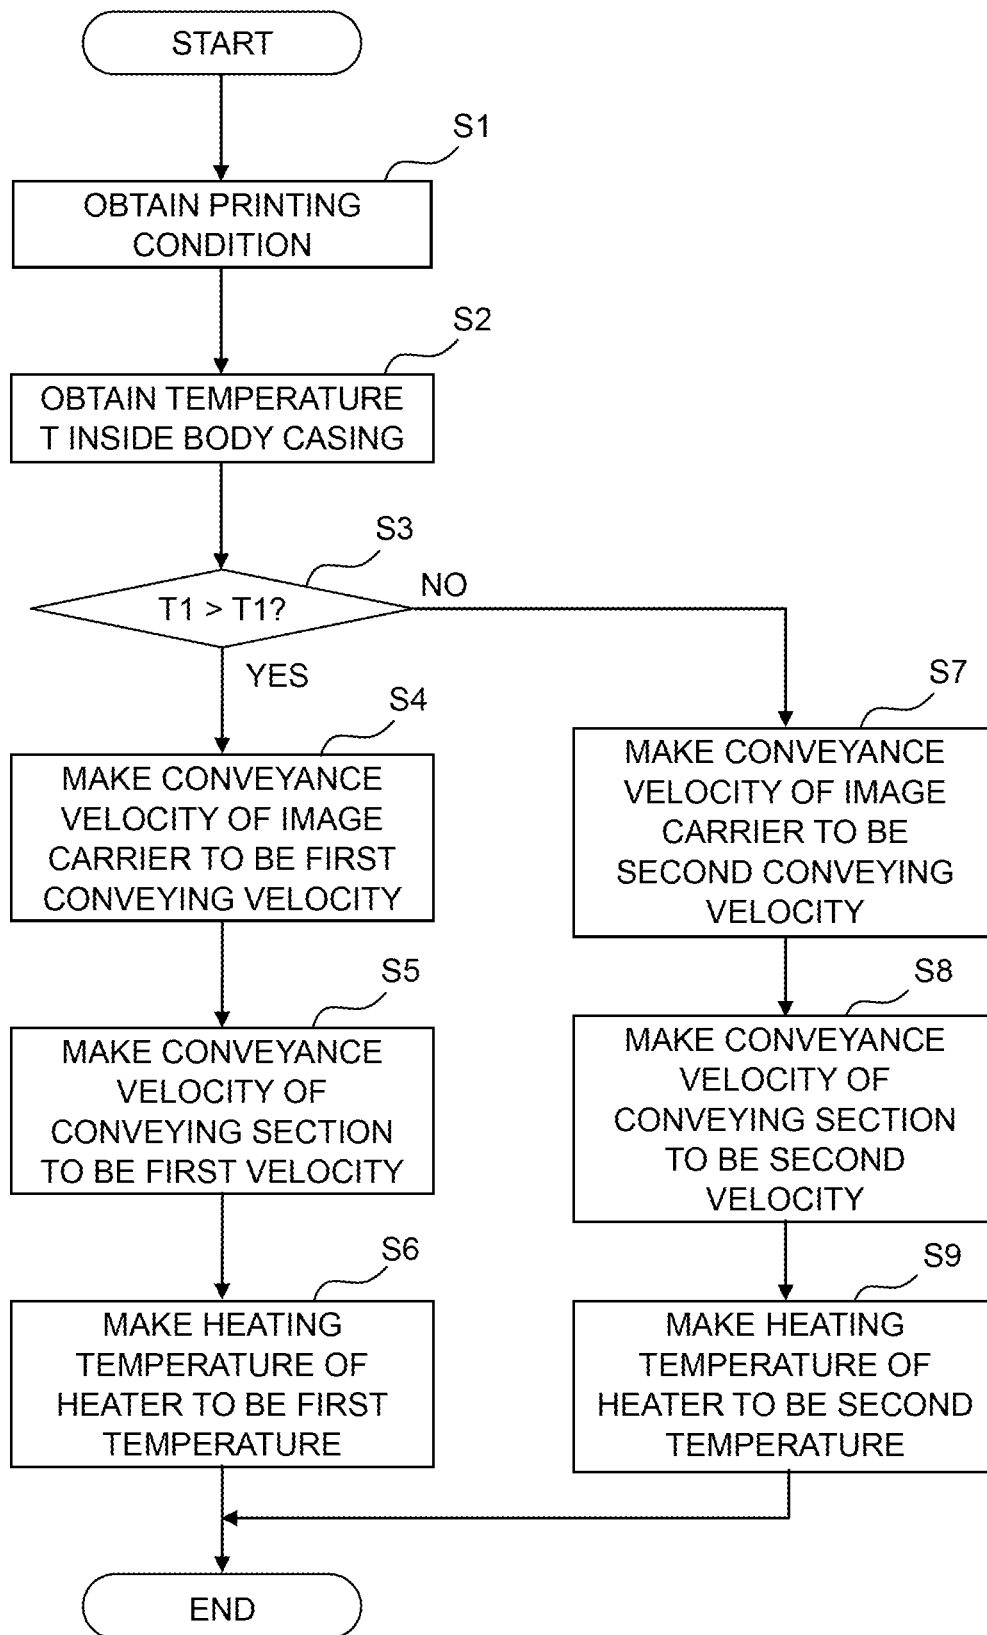 START
S1
OBTAIN PRINTING
CONDITION
S2
OBTAIN TEMPERATURE
T INSIDE BODY CASING
S3
T1 > T1?
NO
YES
S4
MAKE CONVEYANCE
VELOCITY OF IMAGE
CARRIER TO BE FIRST
CONVEYING VELOCITY
S5
MAKE CONVEYANCE
VELOCITY OF
CONVEYING SECTION
TO BE FIRST VELOCITY
S6
MAKE HEATING
TEMPERATURE OF
HEATER TO BE FIRST
TEMPERATURE
S7
MAKE CONVEYANCE
VELOCITY OF IMAGE
CARRIER TO BE
SECOND CONVEYING
VELOCITY
S8
MAKE CONVEYANCE
VELOCITY OF
CONVEYING SECTION
TO BE SECOND
VELOCITY
S9
MAKE HEATING
TEMPERATURE OF
HEATER TO BE SECOND
TEMPERATURE
END